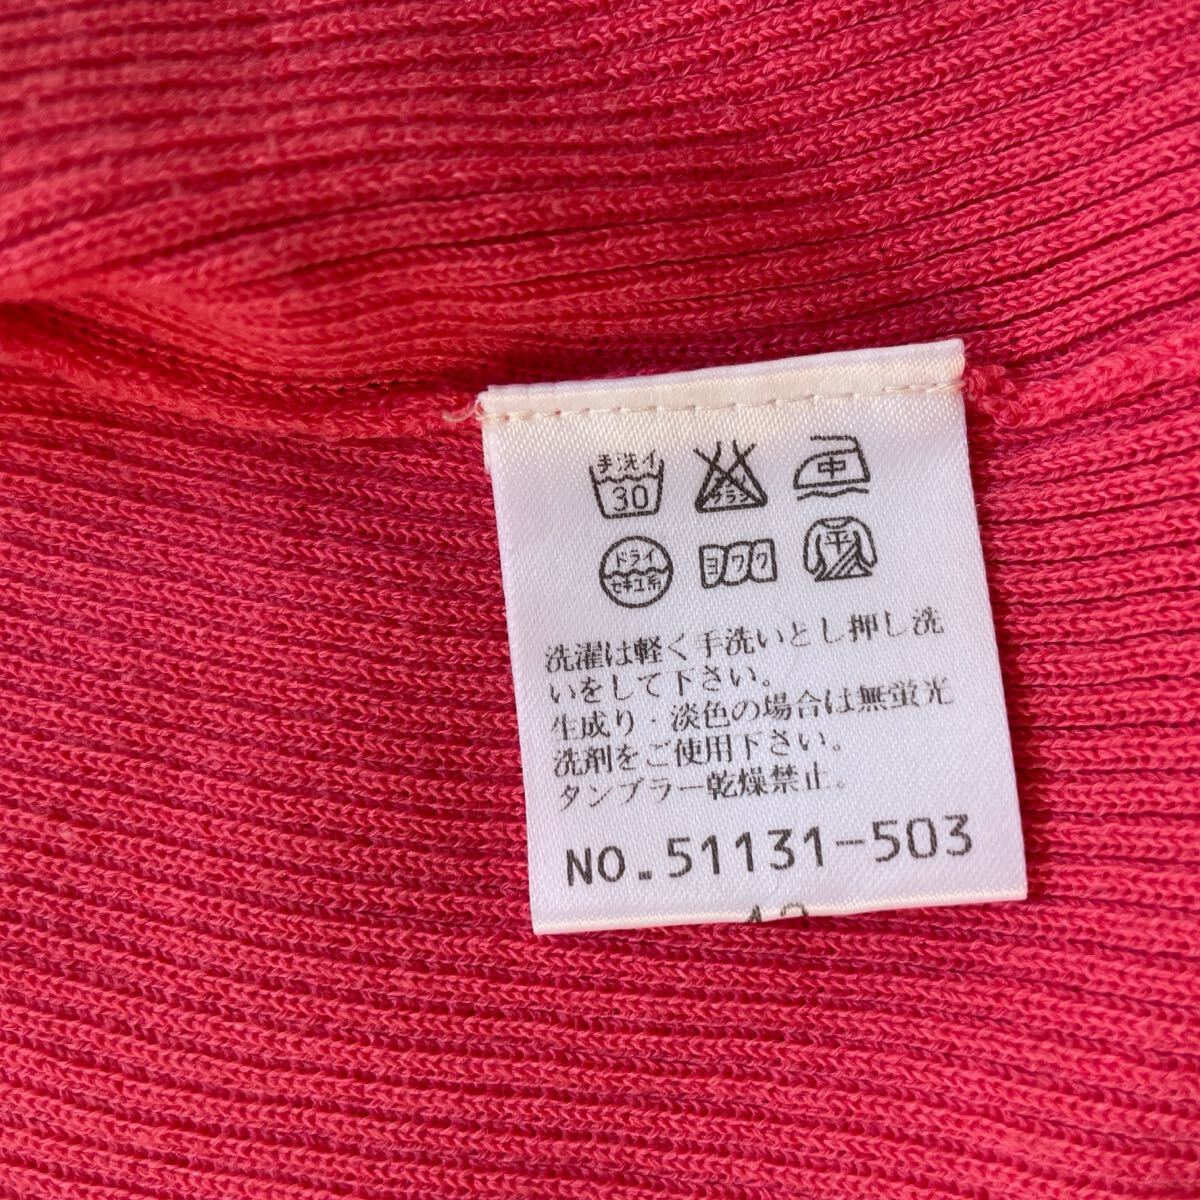 手洗イ
30
サラシ
中
ドライ
セキユ系
ヨワク
平
洗濯は軽く手洗いとし押し洗
いをして下さい。
生成り・淡色の場合は無蛍光
洗剤をご使用下さい。
タンブラー乾燥禁止。
NO.51131-503